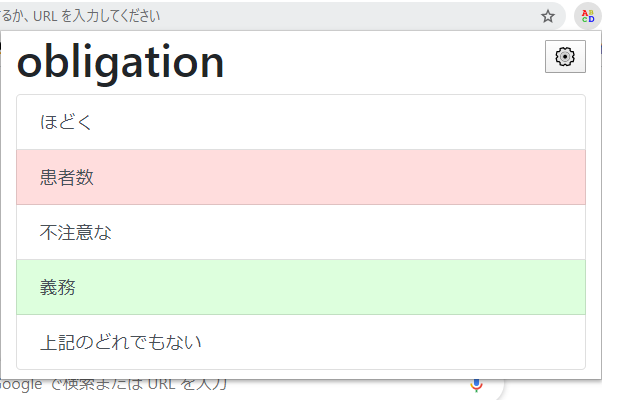 るか、URL を入力してください
AB
CD
obligation
ほどく
患者数
不注意な
義務
上記のどれでもない
Google で検索または URL を入力